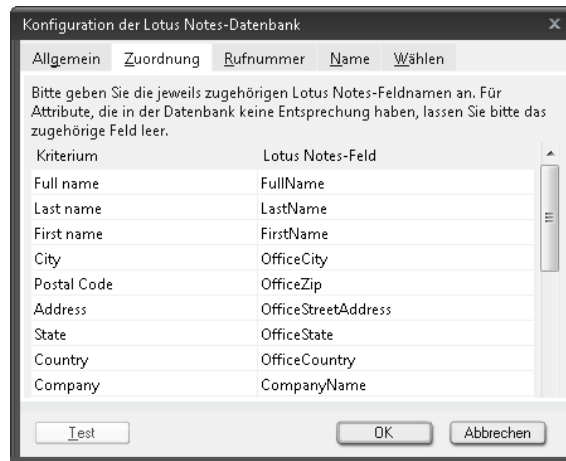 Konfiguration der Lotus Notes-Datenbank x
Allgemein Zuordnung Rufnummer Name Wählen
Bitte geben Sie die jeweils zugehörigen Lotus Notes-Feldnamen an. Für
Attribute, die in der Datenbank keine Entsprechung haben, lassen Sie bitte das
zugehörige Feld leer.
Kriterium Lotus Notes-Feld
Full name FullName
Last name LastName
First name FirstName
City OfficeCity
Postal Code OfficeZip
Address OfficeStreetAddress
State OfficeState
Country OfficeCountry
Company CompanyName
Test OK Abbrechen